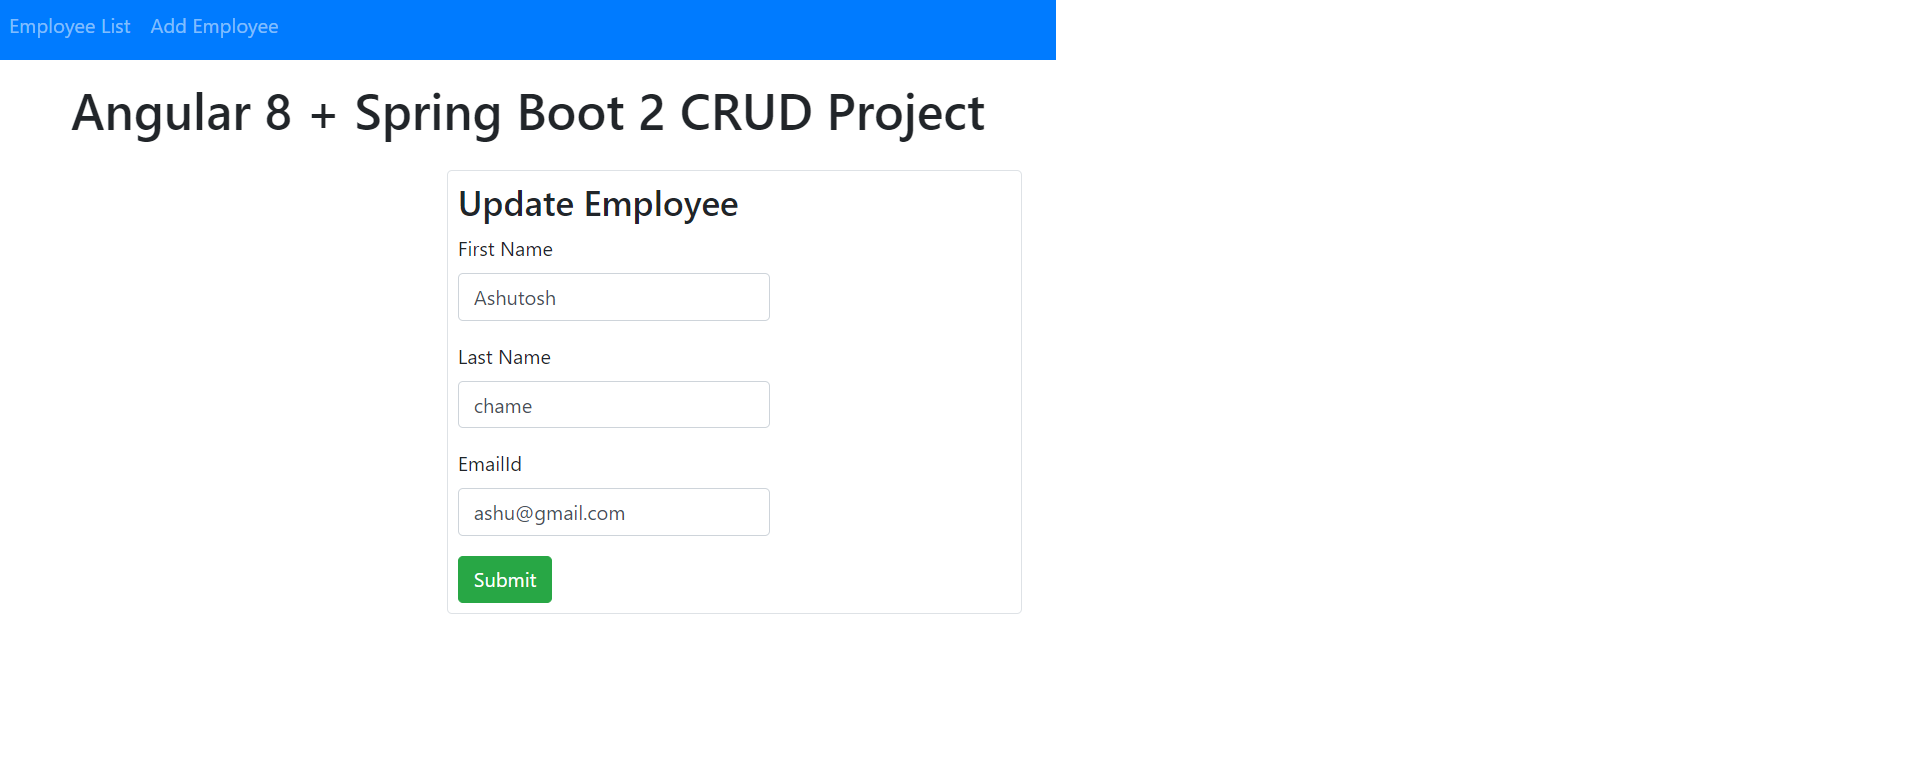 Employee List Add Employee
Angular 8 + Spring Boot 2 CRUD Project
Update Employee
First Name
Ashutosh
Last Name
chame
EmailId
ashu@gmail.com
Submit